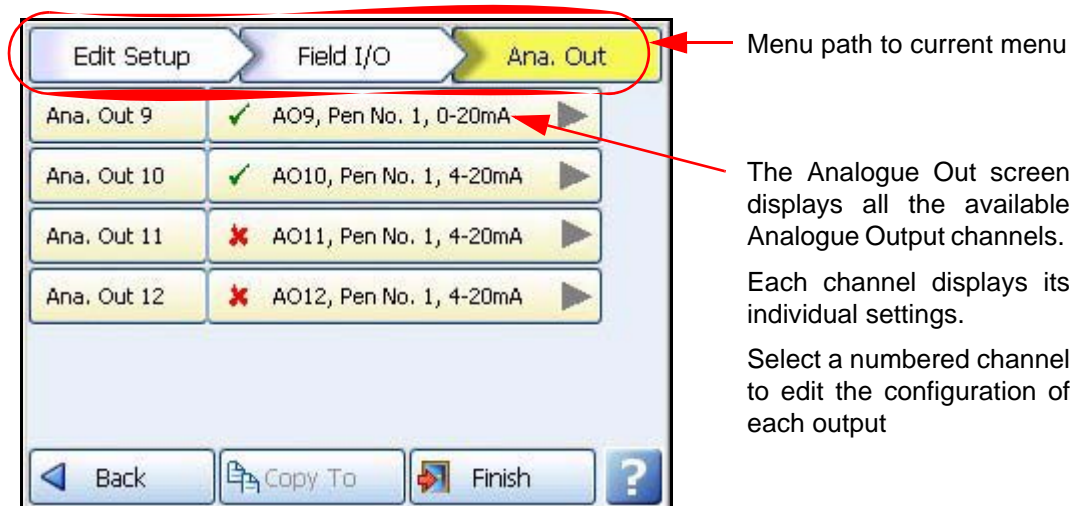 Edit Setup
Field I/O
Ana. Out
Menu path to current menu
Ana. Out 9
AO9, Pen No. 1, 0-20mA
Ana. Out 10
AO10, Pen No. 1, 4-20mA
Ana. Out 11
AO11, Pen No. 1, 4-20mA
Ana. Out 12
AO12, Pen No. 1, 4-20mA
The Analogue Out screen
displays all the available
Analogue Output channels.
Each channel displays its
individual settings.
Select a numbered channel
to edit the configuration of
each output
Back
Copy To
Finish
?